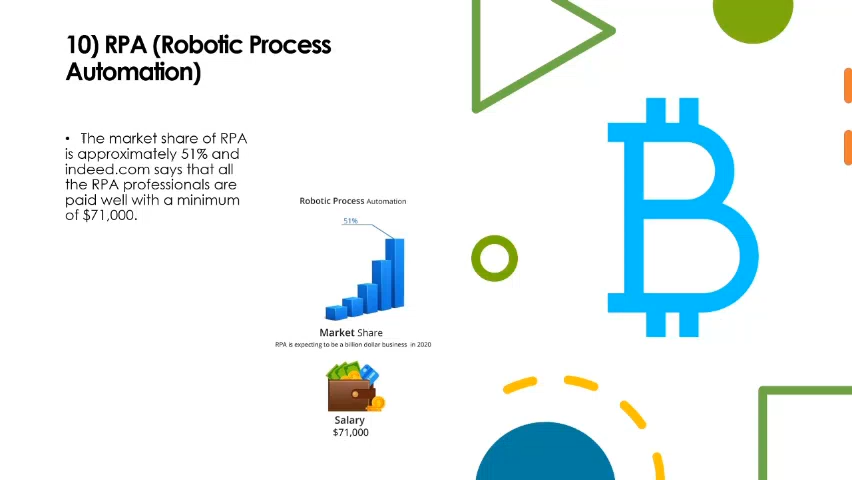 10) RPA (Robotic Process
Automation)
• The market share of RPA
is approximately 51% and
indeed.com says that all
the RPA professionals are
paid well with a minimum
of $71,000.
Robotic Process Automation
51%
Market Share
RPA is expecting to be a billion dollar business in 2020
Salary
$71,000